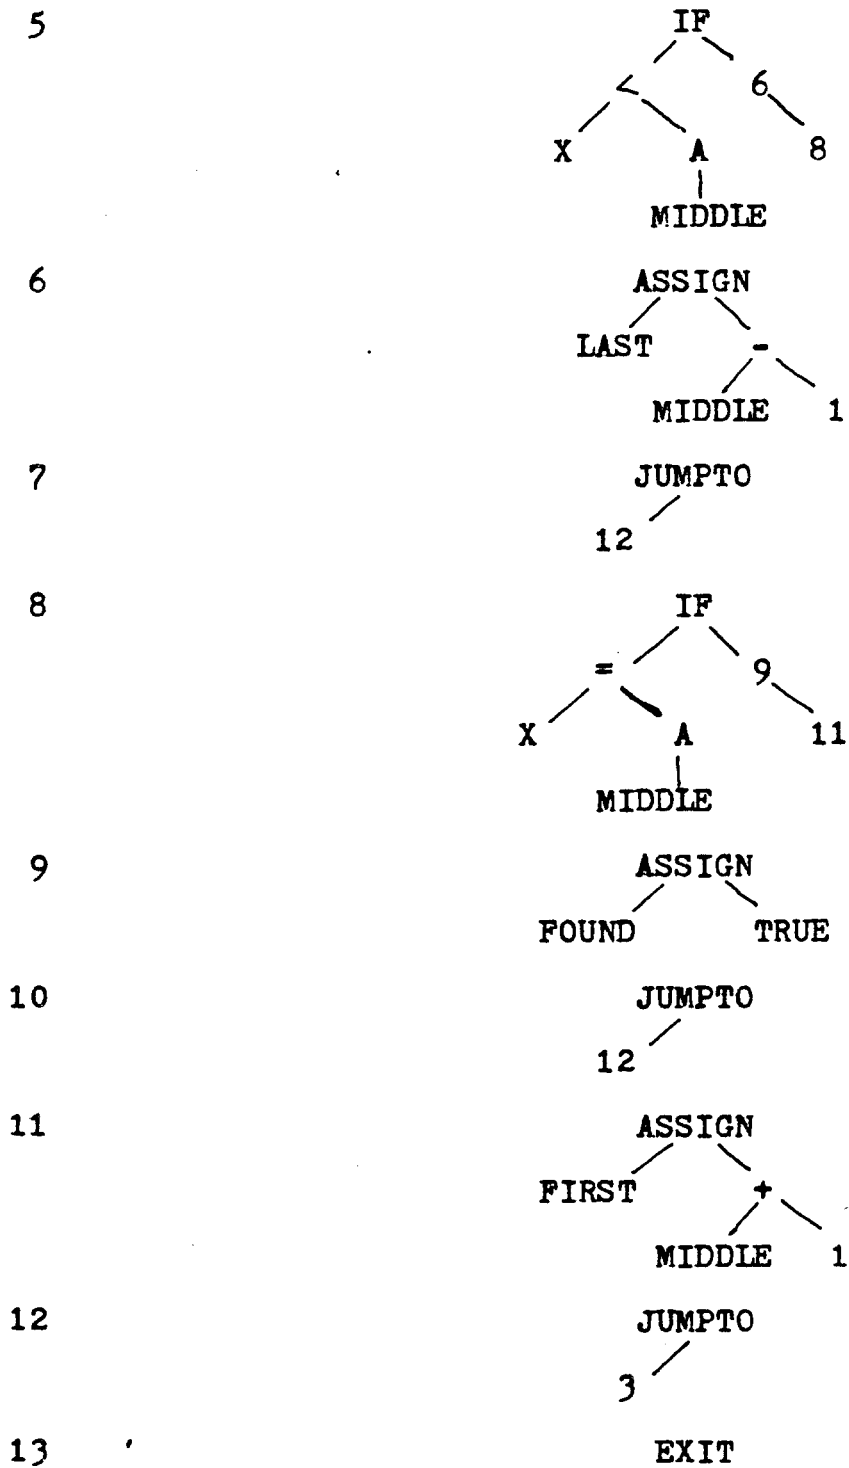 5 IF
< 6
X A 8
MIDDLE
6 ASSIGN
LAST -
MIDDLE 1
7 JUMPTO
12
8 IF
= 9
X A 11
MIDDLE
9 ASSIGN
FOUND TRUE
10 JUMPTO
12
11 ASSIGN
FIRST +
MIDDLE 1
12 JUMPTO
3
13 EXIT